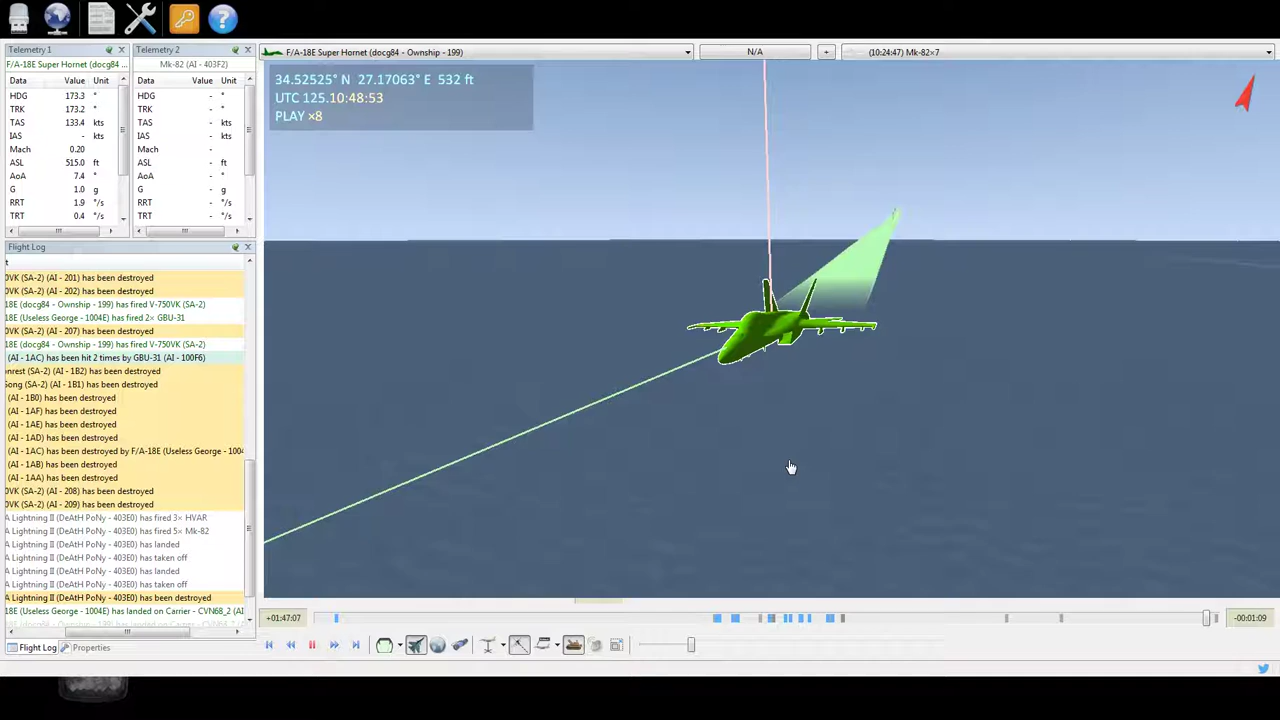 Telemetry 1
Telemetry 2
F/A-18E Super Hornet (docg84 - Ownship - 199)
N/A
+
(10:24:47) Mk-82×7
F/A-18E Super Hornet (docg84 ...
Mk-82 (AI - 403F2)
Data Value Unit
Data Value Unit
HDG 173.3 °
HDG - °
TRK 173.2 °
TRK - °
TAS 133.4 kts
TAS - kts
IAS - kts
IAS - kts
Mach 0.20
Mach -
ASL 515.0 ft
ASL - ft
AoA 7.4 °
AoA - °
G 1.0 g
G - g
RRT 1.9 °/s
RRT - °/s
TRT 0.4 °/s
TRT - °/s
34.52525° N 27.17063° E 532 ft
UTC 125.10:48:53
PLAY ×8
Flight Log
t
OVK (SA-2) (AI - 201) has been destroyed
OVK (SA-2) (AI - 202) has been destroyed
18E (docg84 - Ownship - 199) has fired V-750VK (SA-2)
18E (Useless George - 1004E) has fired 2× GBU-31
OVK (SA-2) (AI - 207) has been destroyed
18E (docg84 - Ownship - 199) has fired V-750VK (SA-2)
(AI - 1AC) has been hit 2 times by GBU-31 (AI - 100F6)
onrest (SA-2) (AI - 1B2) has been destroyed
Song (SA-2) (AI - 1B1) has been destroyed
(AI - 1B0) has been destroyed
(AI - 1AF) has been destroyed
(AI - 1AE) has been destroyed
(AI - 1AD) has been destroyed
(AI - 1AC) has been destroyed by F/A-18E (Useless George - 1004
(AI - 1AB) has been destroyed
(AI - 1AA) has been destroyed
OVK (SA-2) (AI - 208) has been destroyed
OVK (SA-2) (AI - 209) has been destroyed
A Lightning II (DeAtH PoNy - 403E0) has fired 3× HVAR
A Lightning II (DeAtH PoNy - 403E0) has fired 5× Mk-82
A Lightning II (DeAtH PoNy - 403E0) has landed
A Lightning II (DeAtH PoNy - 403E0) has taken off
A Lightning II (DeAtH PoNy - 403E0) has landed
A Lightning II (DeAtH PoNy - 403E0) has taken off
A Lightning II (DeAtH PoNy - 403E0) has been destroyed
18E (Useless George - 1004E) has landed on Carrier - CVN68_2 (AI
+01:47:07
-00:01:09
Flight Log
Properties